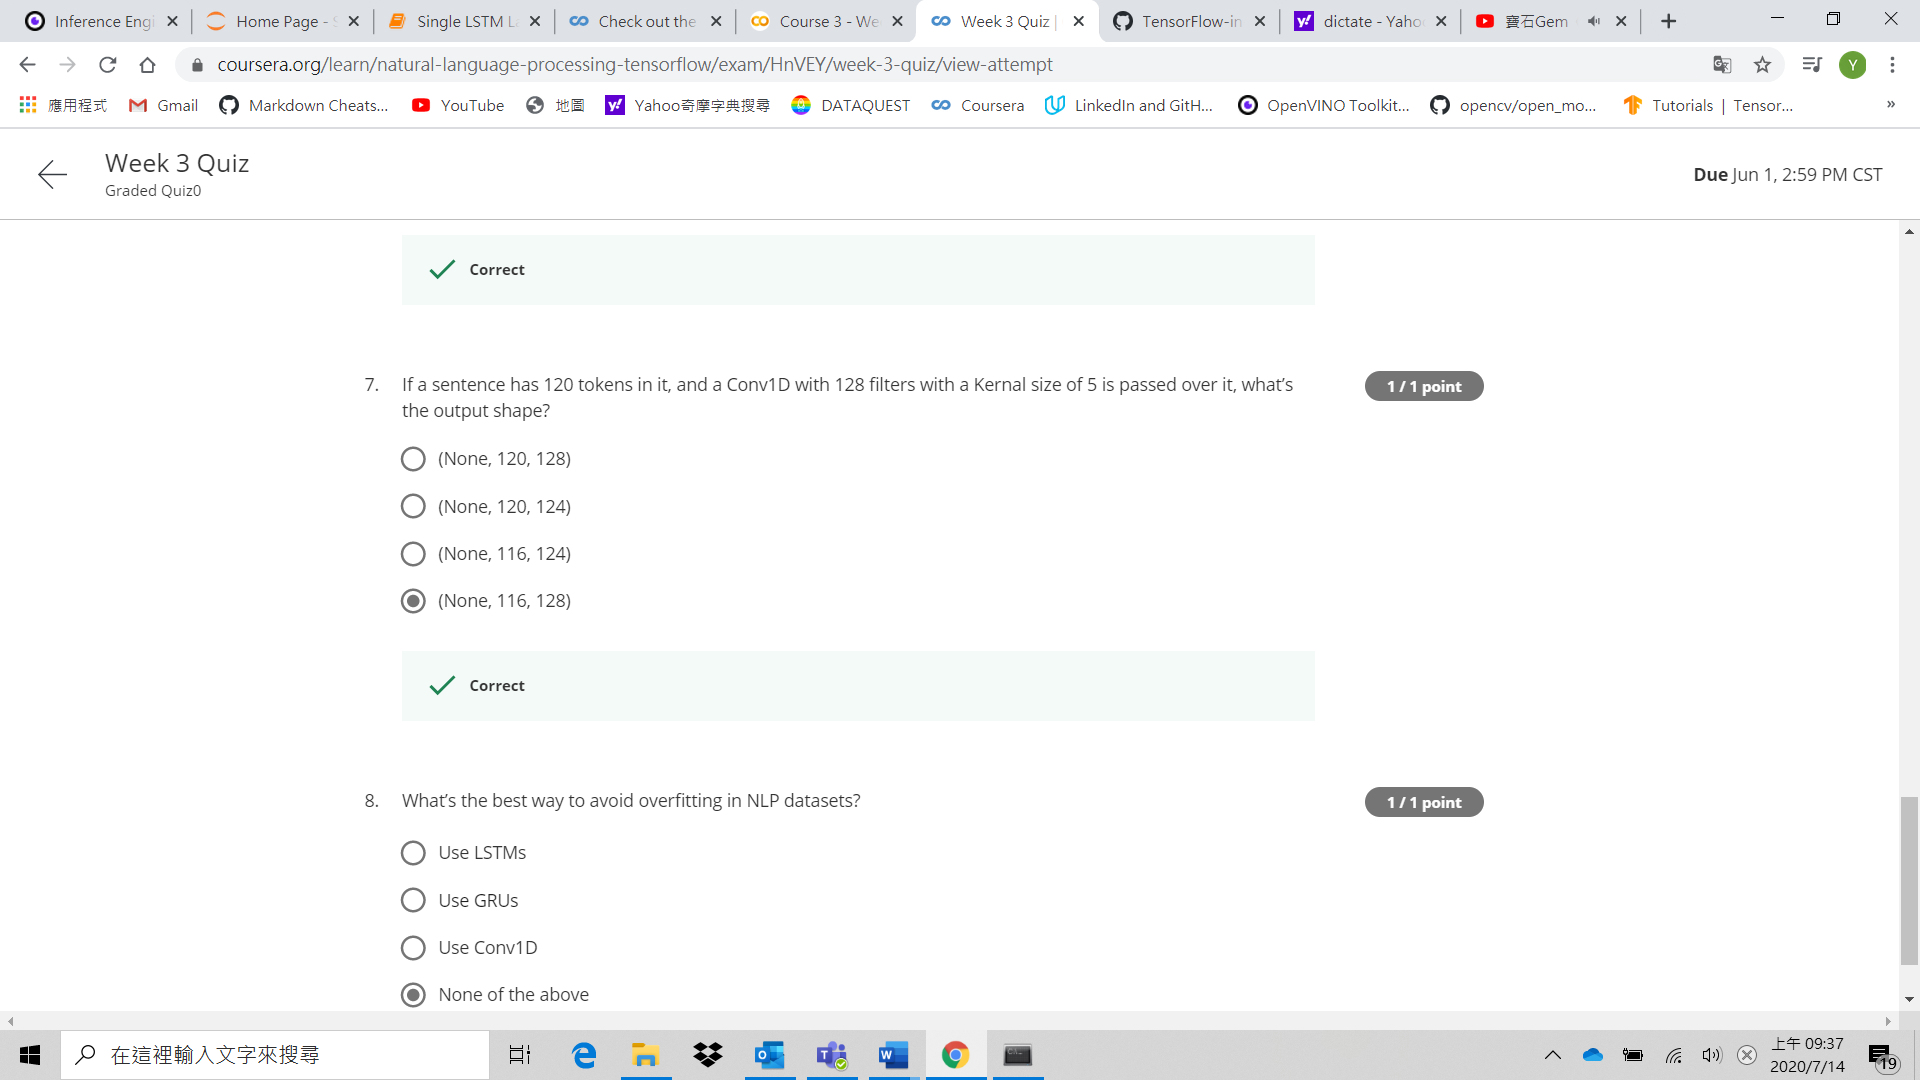 Inference Engi
Home Page - S
Single LSTM L
Check out the
Course 3 - We
Week 3 Quiz |
TensorFlow-in
dictate - Yaho
寶石Gem
coursera.org/learn/natural-language-processing-tensorflow/exam/HnVEY/week-3-quiz/view-attempt
Y
應用程式
Gmail
Markdown Cheats...
YouTube
地圖
Yahoo奇摩字典搜尋
DATAQUEST
Coursera
LinkedIn and GitH...
OpenVINO Toolkit...
opencv/open_mo...
Tutorials | Tensor...
»
Week 3 Quiz
Graded Quiz0
Due Jun 1, 2:59 PM CST
Correct
7. If a sentence has 120 tokens in it, and a Conv1D with 128 filters with a Kernal size of 5 is passed over it, what's
the output shape?
1 / 1 point
(None, 120, 128)
(None, 120, 124)
(None, 116, 124)
(None, 116, 128)
Correct
8. What's the best way to avoid overfitting in NLP datasets?
1 / 1 point
Use LSTMs
Use GRUs
Use Conv1D
None of the above
在這裡輸入文字來搜尋
上午 09:37
2020/7/14
19